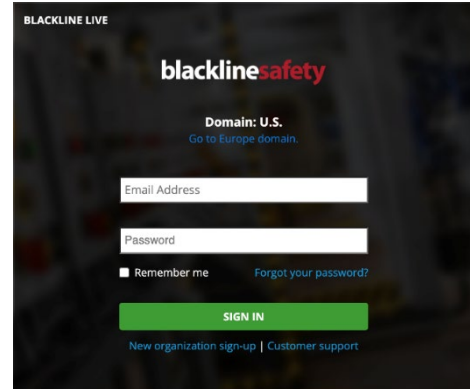 BLACKLINE LIVE
blacklinesafety
Domain: U.S.
Go to Europe domain.
Email Address
Password
Remember me Forgot your password?
SIGN IN
New organization sign-up | Customer support